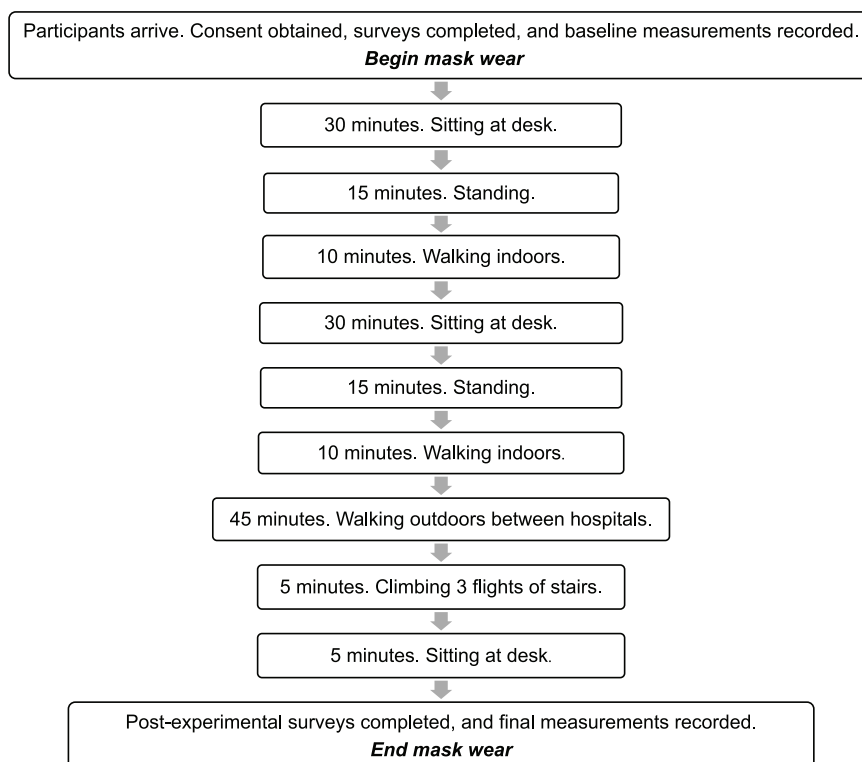 Participants arrive. Consent obtained, surveys completed, and baseline measurements recorded.
Begin mask wear
30 minutes. Sitting at desk.
15 minutes. Standing.
10 minutes. Walking indoors.
30 minutes. Sitting at desk.
15 minutes. Standing.
10 minutes. Walking indoors.
45 minutes. Walking outdoors between hospitals.
5 minutes. Climbing 3 flights of stairs.
5 minutes. Sitting at desk.
Post-experimental surveys completed, and final measurements recorded.
End mask wear